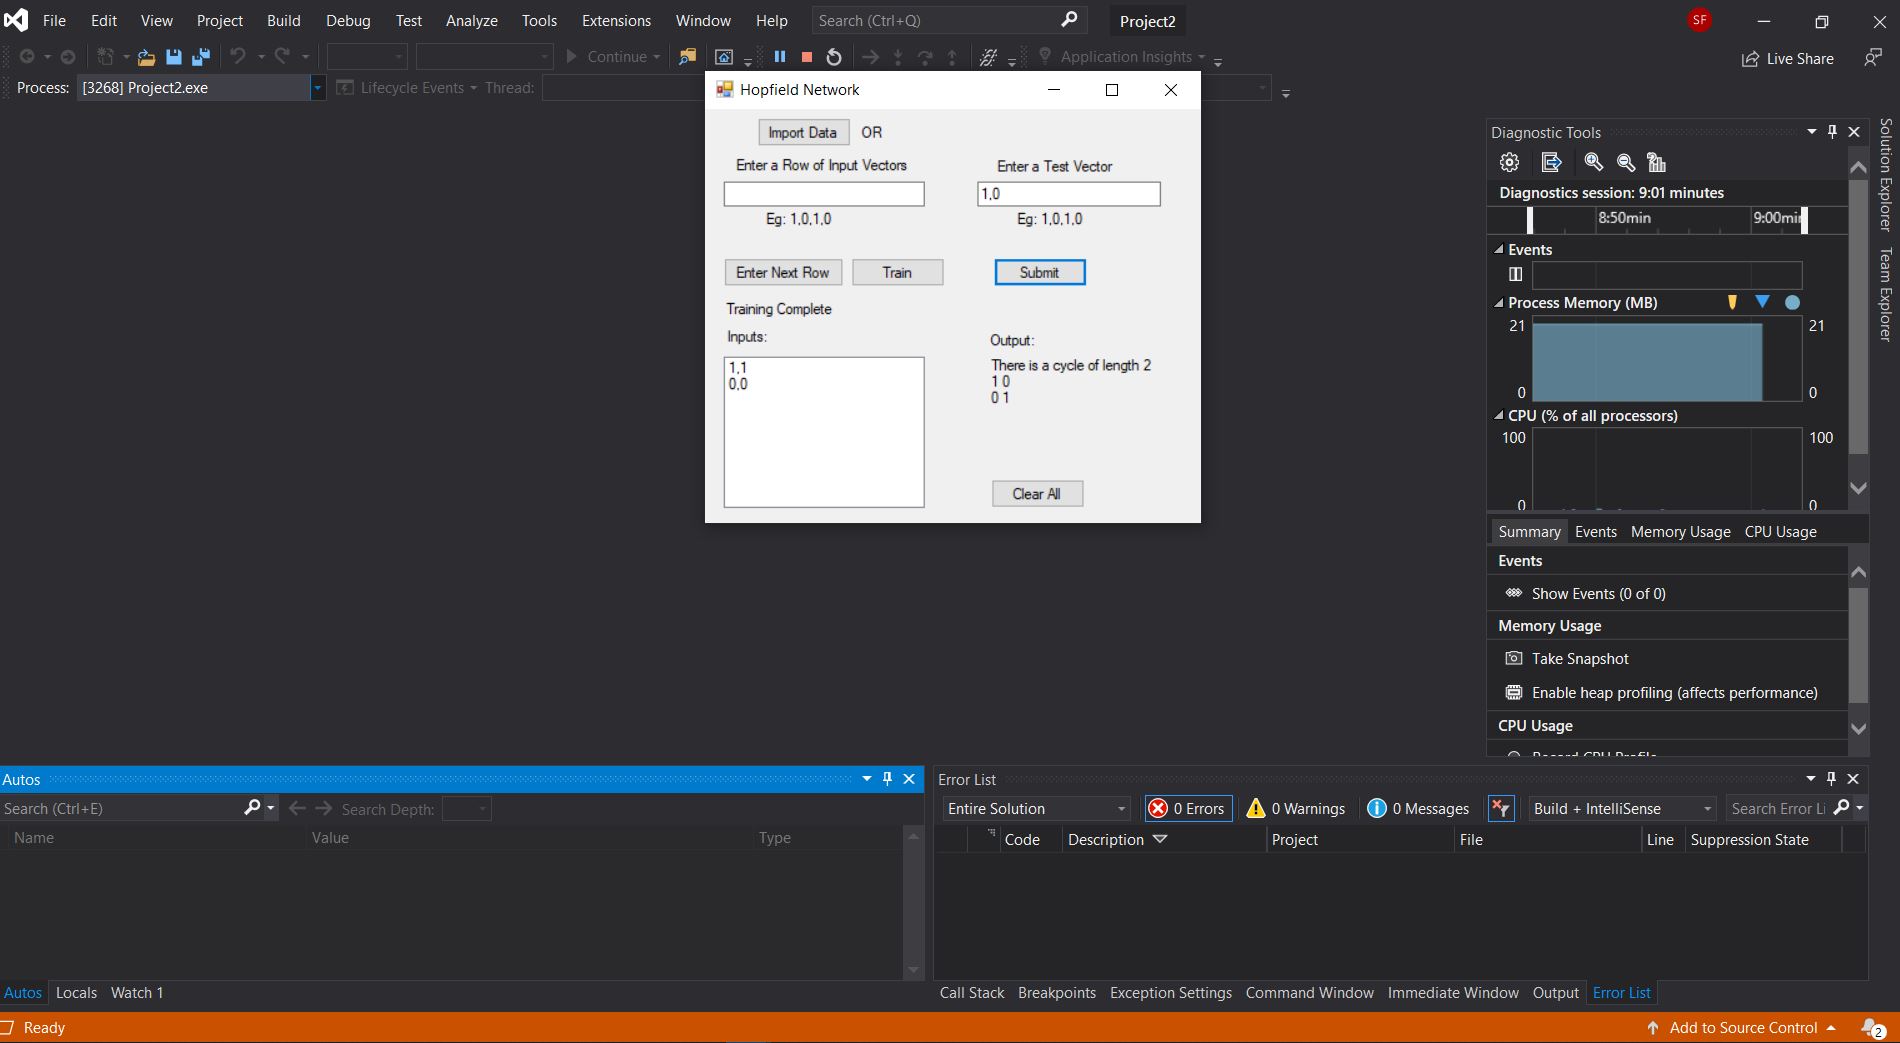 File Edit View Project Build Debug Test Analyze Tools Extensions Window Help Search (Ctrl+Q) Project2 SF
Continue Application Insights Live Share
Process: [3268] Project2.exe Lifecycle Events Thread:
Hopfield Network
Import Data OR
Enter a Row of Input Vectors Enter a Test Vector
1,0
Eg: 1,0,1,0 Eg: 1,0,1,0
Enter Next Row Train Submit
Training Complete
Inputs: Output:
1,1
0,0
There is a cycle of length 2
1 0
0 1
Clear All
Diagnostic Tools
Diagnostics session: 9:01 minutes
8:50min 9:00min
Events
Process Memory (MB)
21 21
0 0
CPU (% of all processors)
100 100
0 0
Summary Events Memory Usage CPU Usage
Events
Show Events (0 of 0)
Memory Usage
Take Snapshot
Enable heap profiling (affects performance)
CPU Usage
Record CPU Profile
Solution Explorer
Team Explorer
Autos
Search (Ctrl+E) Search Depth:
Name Value Type
Autos Locals Watch 1
Error List
Entire Solution 0 Errors 0 Warnings 0 Messages Build + IntelliSense Search Error Li
Code Description Project File Line Suppression State
Call Stack Breakpoints Exception Settings Command Window Immediate Window Output Error List
Ready Add to Source Control 2